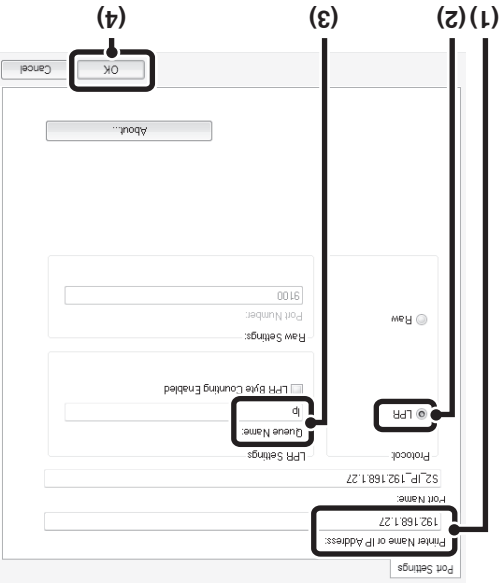 Port Settings
Printer Name or IP Address:
192.168.1.27
Port Name:
S2_IP_192.168.1.27
Protocol
LPR
Raw
LPR Settings
Queue Name:
lp
LPR Byte Counting Enabled
Raw Settings:
Port Number:
9100
About...
OK
Cancel
(1)
(2)
(3)
(4)